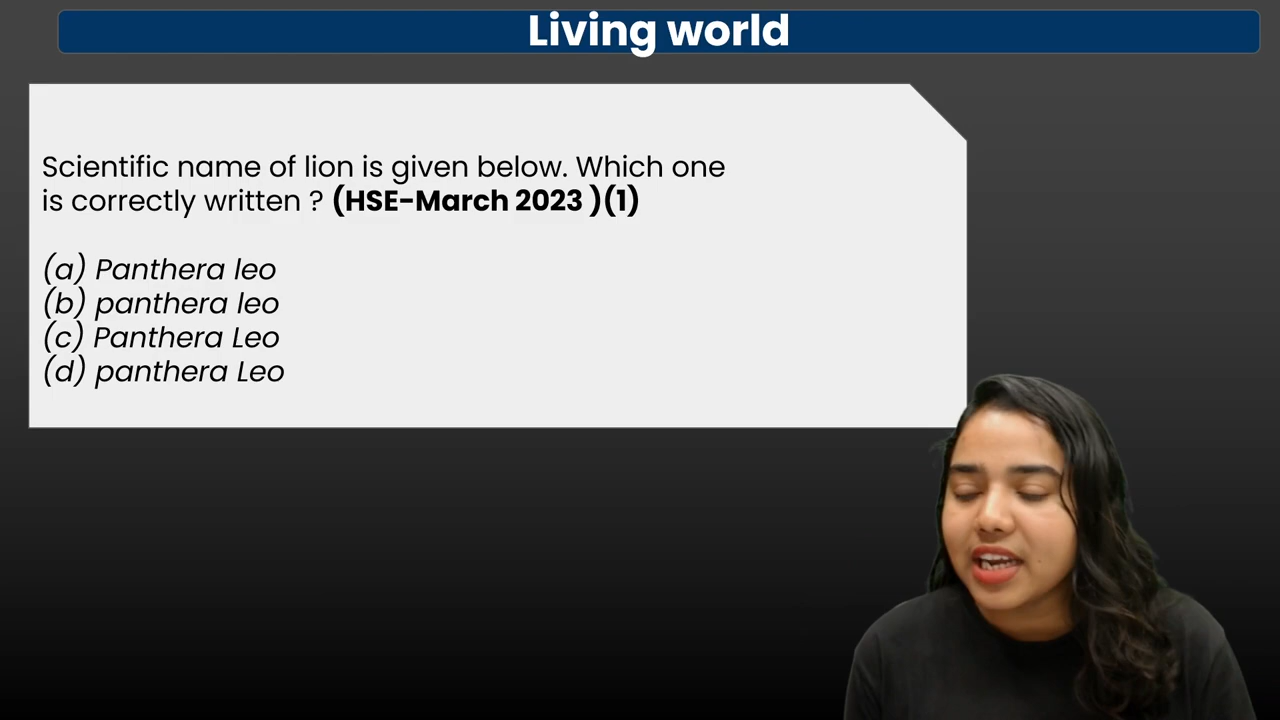 Living world
Scientific name of lion is given below. Which one
is correctly written ? (HSE-March 2023 )(1)
(a) Panthera leo
(b) panthera leo
(c) Panthera Leo
(d) panthera Leo